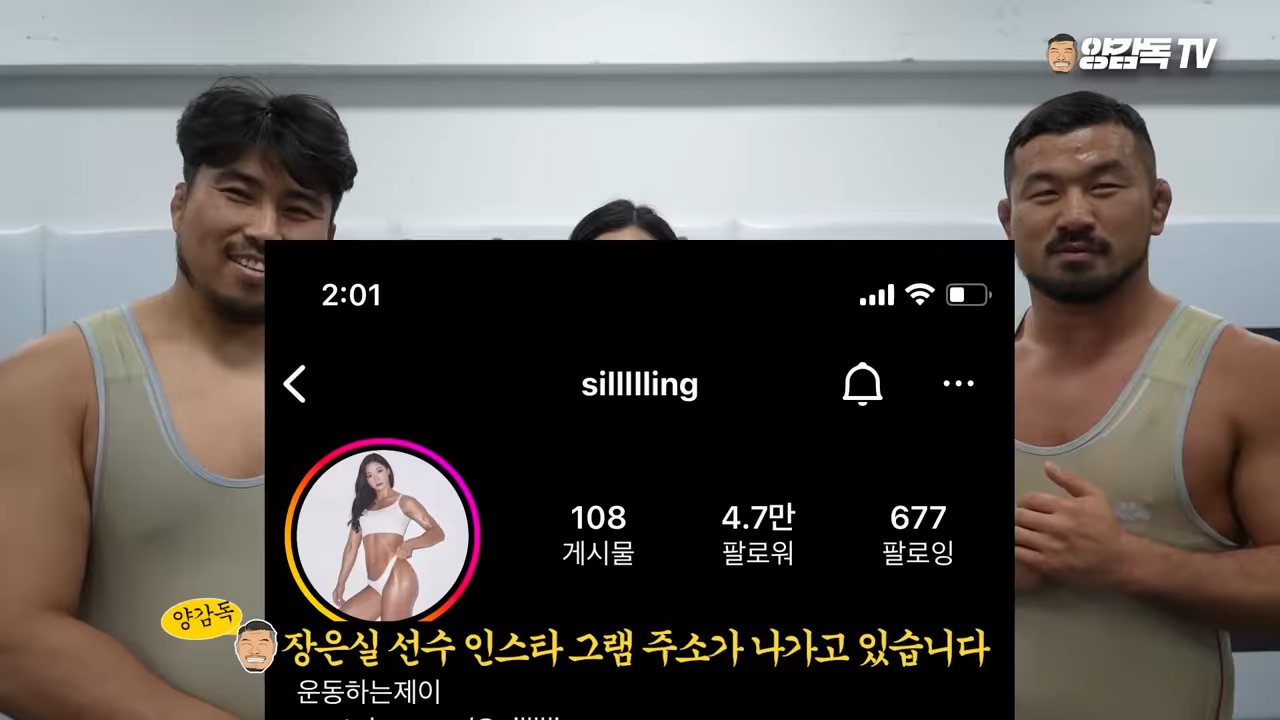 양감독 TV
2:01
silllllling
108
4.7만
677
게시물
팔로워
팔로잉
양감독
장은실 선수 인스타 그램 주소가 나가고 있습니다
운동하는제이